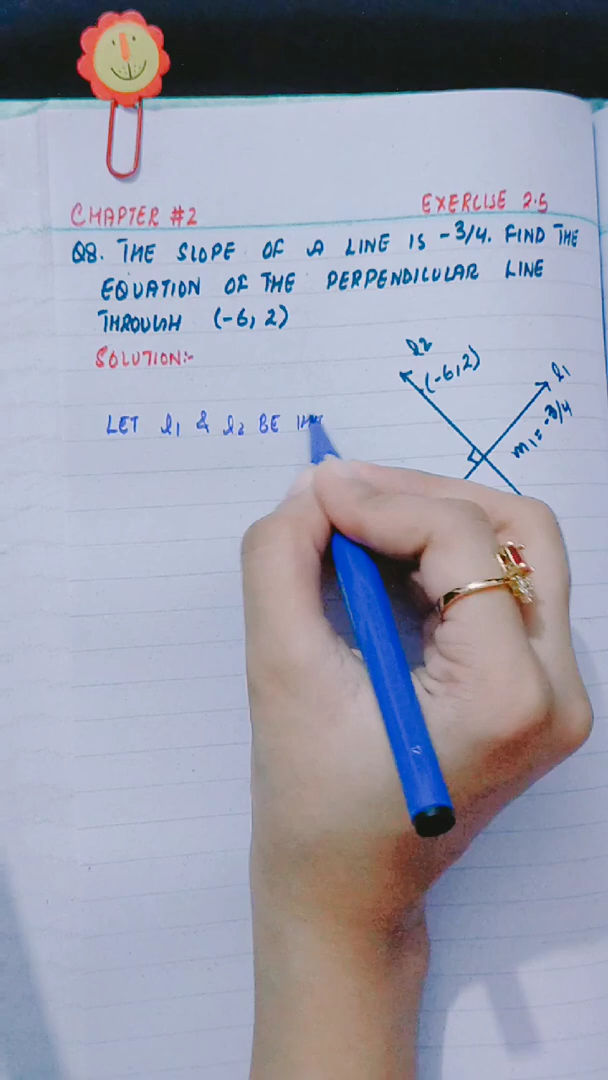 CHAPTER #2
EXERCISE 2.5
Q8. THE SLOPE OF A LINE IS -3/4. FIND THE
EQUATION OF THE PERPENDICULAR LINE
THROUGH (-6, 2)
SOLUTION:-
l2
(-6,2)
l1
m1 = -3/4
LET l1 & l2 BE